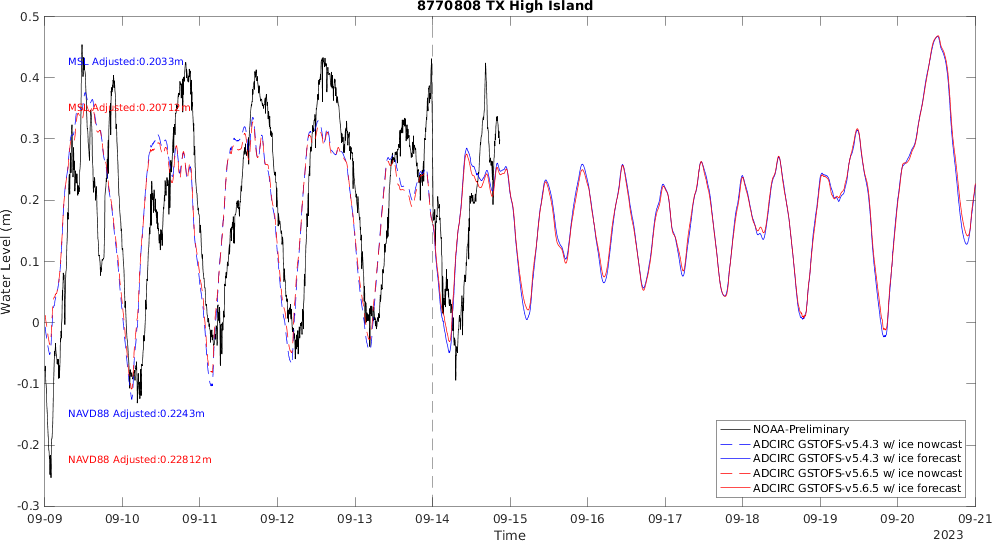 8770808 TX High Island
Water Level (m)
0.5
0.4
0.3
0.2
0.1
0
-0.1
-0.2
-0.3
MSL Adjusted:0.2033m
MSL Adjusted:0.20712m
NAVD88 Adjusted:0.2243m
NAVD88 Adjusted:0.22812m
NOAA-Preliminary
ADCIRC GSTOFS-v5.4.3 w/ ice nowcast
ADCIRC GSTOFS-v5.4.3 w/ ice forecast
ADCIRC GSTOFS-v5.6.5 w/ ice nowcast
ADCIRC GSTOFS-v5.6.5 w/ ice forecast
09-09 09-10 09-11 09-12 09-13 09-14 09-15 09-16 09-17 09-18 09-19 09-20 09-21
Time
2023